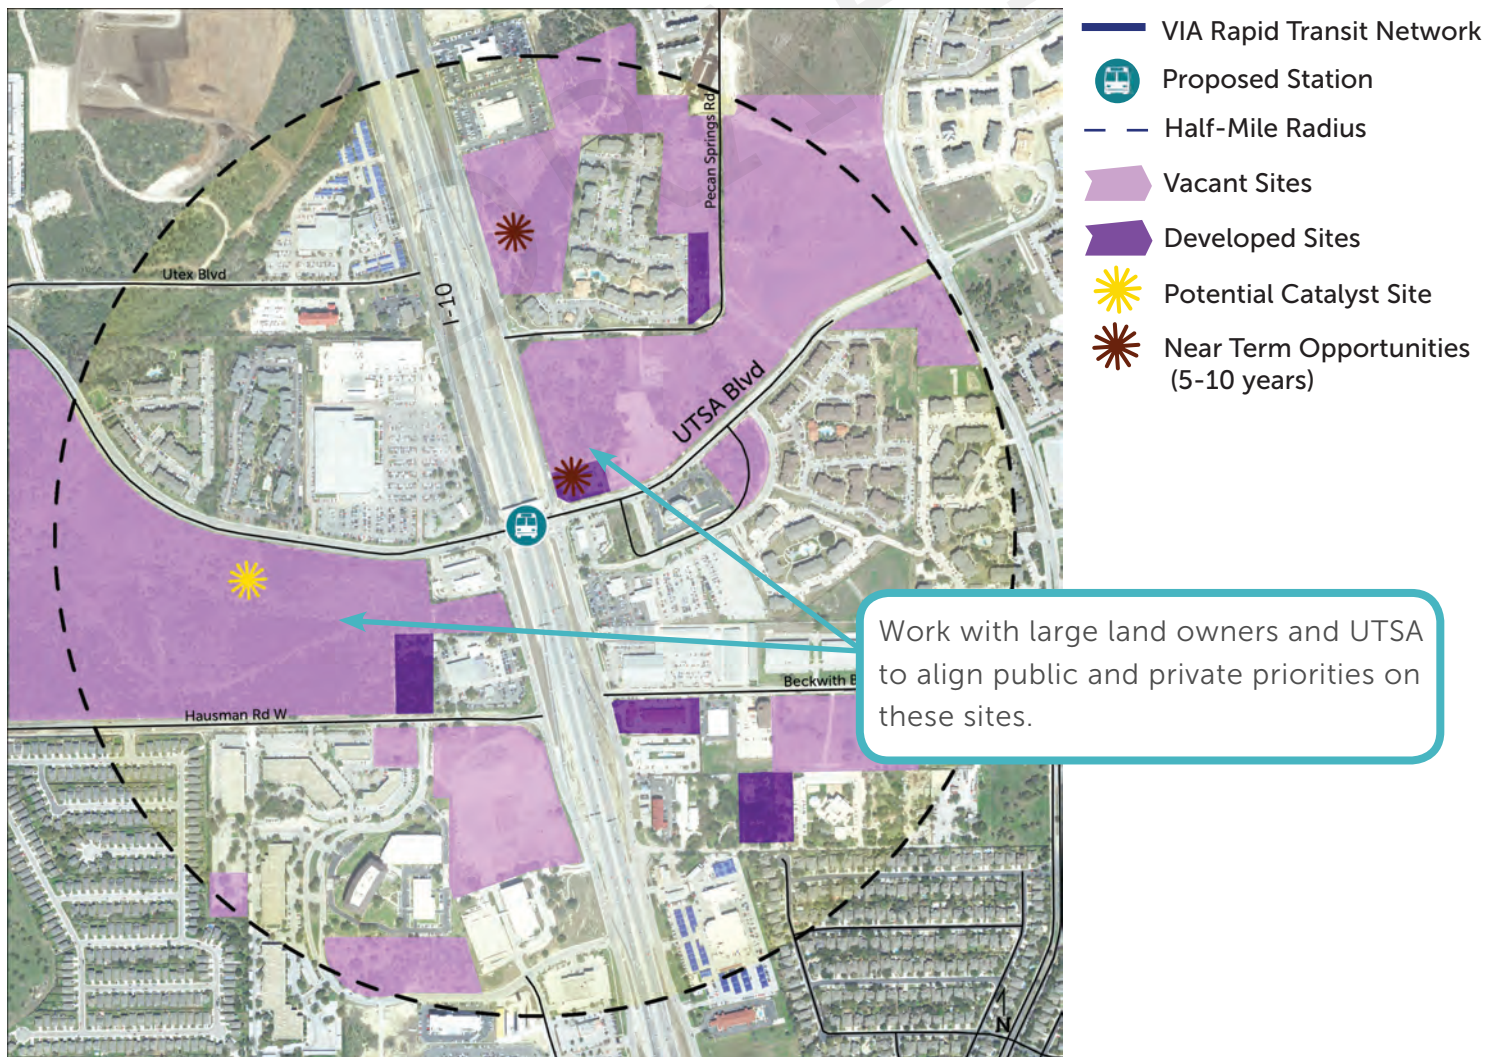 VIA Rapid Transit Network
Proposed Station
Half-Mile Radius
Vacant Sites
Developed Sites
Potential Catalyst Site
Near Term Opportunities
(5-10 years)
Pecan Springs Rd
Utex Blvd
I-10
UTSA Blvd
Work with large land owners and UTSA
to align public and private priorities on
these sites.
Beckwith B
Hausman Rd W
N